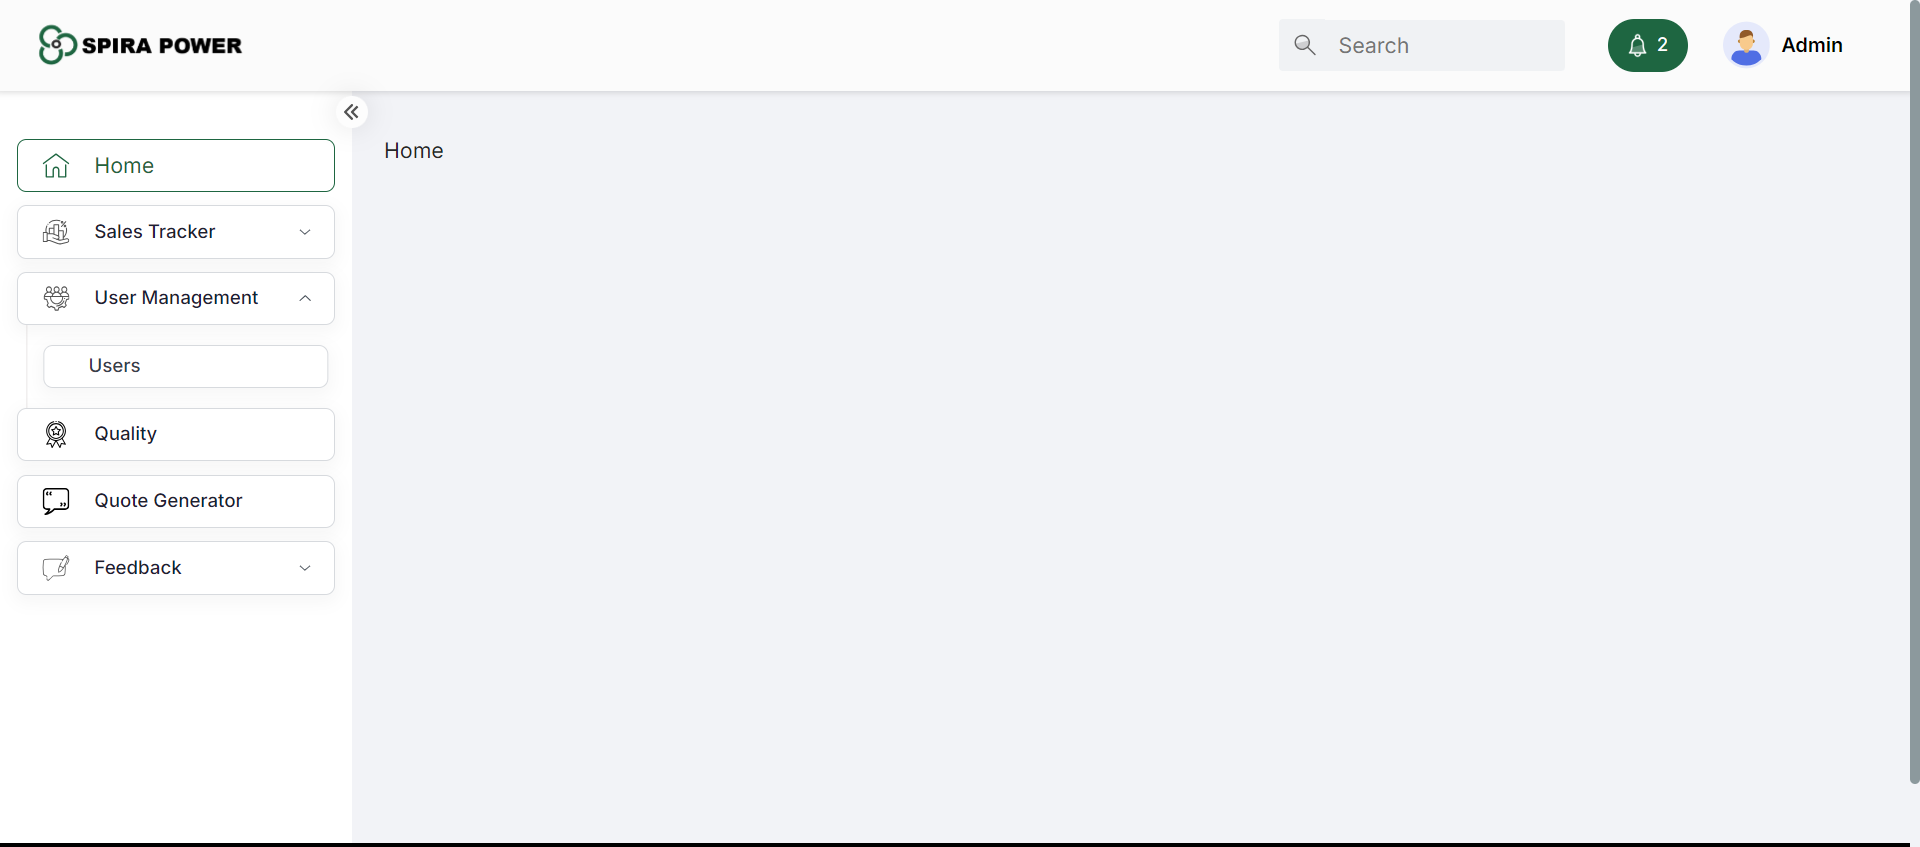 SPIRA POWER
Search
2
Admin
Home
Home
Sales Tracker
User Management
Users
Quality
Quote Generator
Feedback